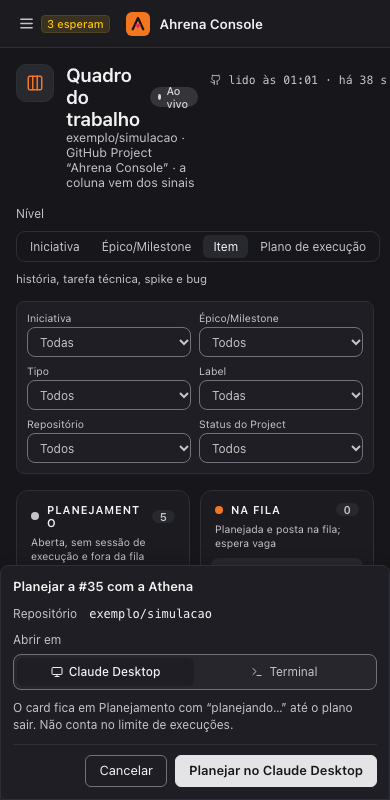 3 esperam
Ahrena Console
Quadro
do
trabalho
Ao
vivo
lido às 01:01 · há 38 s
exemplo/simulacao ·
GitHub Project
“Ahrena Console” · a
coluna vem dos sinais
Nível
Iniciativa Épico/Milestone Item Plano de execução
história, tarefa técnica, spike e bug
Iniciativa Épico/Milestone
Todas Todos
Tipo Label
Todos Todas
Repositório Status do Project
Todos Todos
PLANEJAMENT
O
5
Aberta, sem sessão de
execução e fora da fila
NA FILA 0
Planejada e posta na fila;
espera vaga
Planejar a #35 com a Athena
Repositório exemplo/simulacao
Abrir em
Claude Desktop Terminal
O card fica em Planejamento com “planejando…” até o plano
sair. Não conta no limite de execuções.
Cancelar Planejar no Claude Desktop